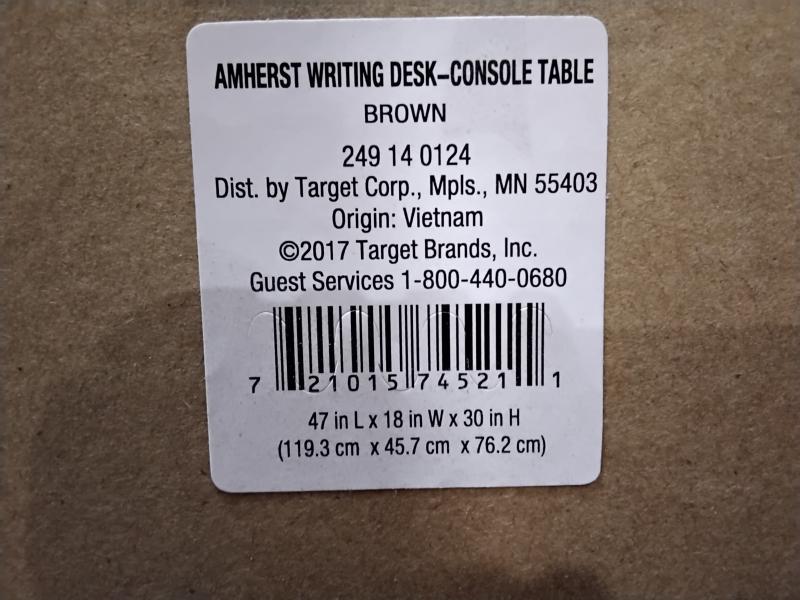 AMHERST WRITING DESK–CONSOLE TABLE
BROWN
249 14 0124
Dist. by Target Corp., Mpls., MN 55403
Origin: Vietnam
©2017 Target Brands, Inc.
Guest Services 1-800-440-0680
7 21015 74521 1
47 in L x 18 in W x 30 in H
(119.3 cm x 45.7 cm x 76.2 cm)